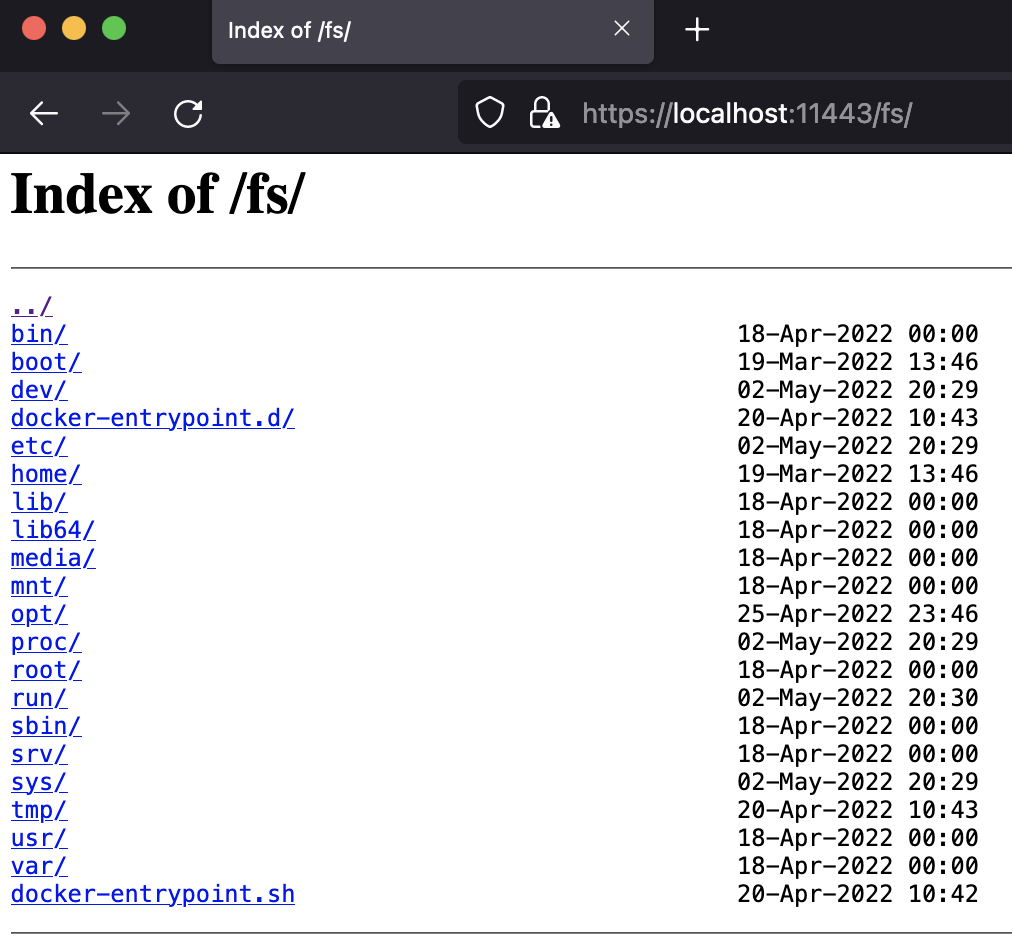 Index of /fs/
https://localhost:11443/fs/
Index of /fs/
../
bin/ 18-Apr-2022 00:00
boot/ 19-Mar-2022 13:46
dev/ 02-May-2022 20:29
docker-entrypoint.d/ 20-Apr-2022 10:43
etc/ 02-May-2022 20:29
home/ 19-Mar-2022 13:46
lib/ 18-Apr-2022 00:00
lib64/ 18-Apr-2022 00:00
media/ 18-Apr-2022 00:00
mnt/ 18-Apr-2022 00:00
opt/ 25-Apr-2022 23:46
proc/ 02-May-2022 20:29
root/ 18-Apr-2022 00:00
run/ 02-May-2022 20:30
sbin/ 18-Apr-2022 00:00
srv/ 18-Apr-2022 00:00
sys/ 02-May-2022 20:29
tmp/ 20-Apr-2022 10:43
usr/ 18-Apr-2022 00:00
var/ 18-Apr-2022 00:00
docker-entrypoint.sh 20-Apr-2022 10:42